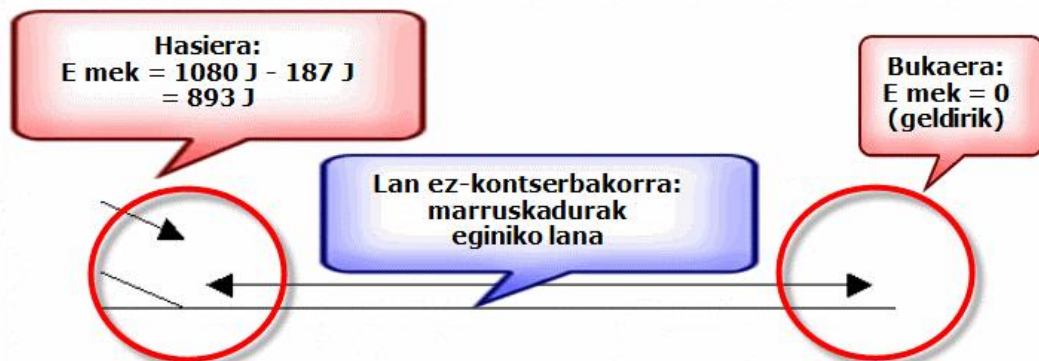 Hasiera:
E mek = 1080 J - 187 J
= 893 J
Bukaera:
E mek = 0
(geldirik)
Lan ez-kontserbakorra:
marruskadurak
eginiko lana